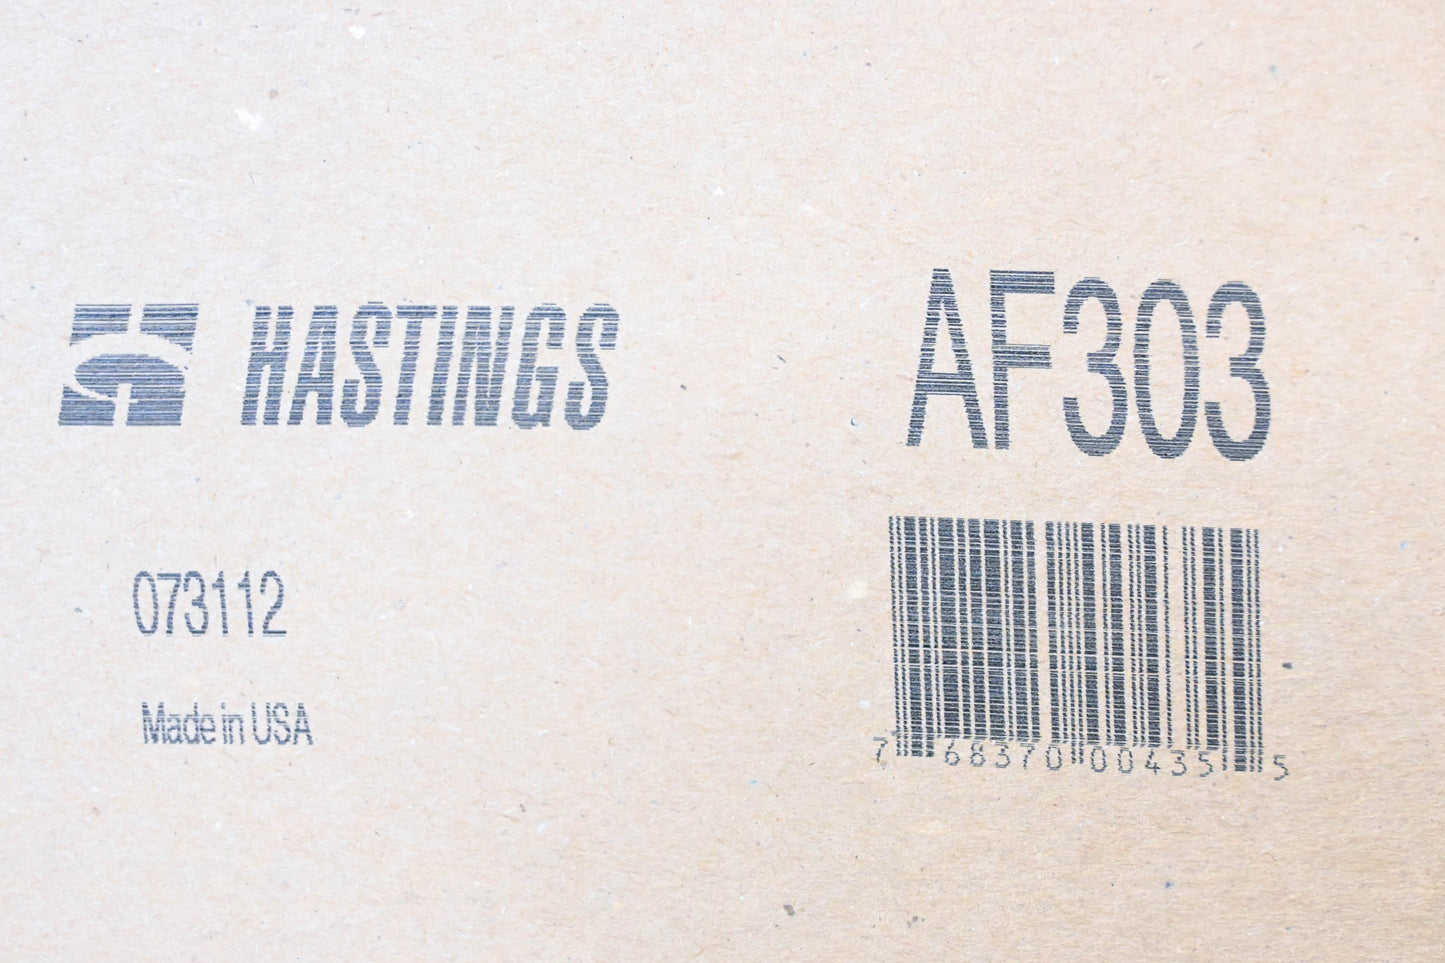 HASTINGS
AF303
073112
Made in USA
7 68370 00435 5